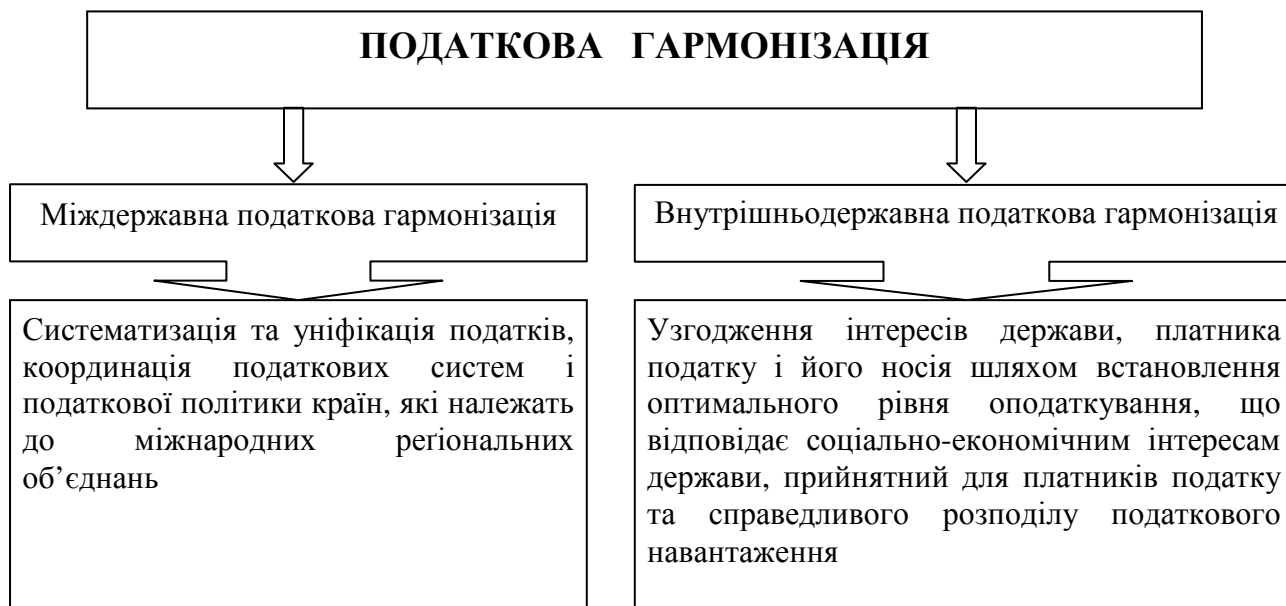 ПОДАТКОВА ГАРМОНІЗАЦІЯ
Міждержавна податкова гармонізація
Внутрішньодержавна податкова гармонізація
Систематизація та уніфікація податків,
координація податкових систем і
податкової політики країн, які належать
до міжнародних реґіональних
об’єднань
Узгодження інтересів держави, платника
податку і його носія шляхом встановлення
оптимального рівня оподаткування, що
відповідає соціально-економічним інтересам
держави, прийнятний для платників податку
та справедливого розподілу податкового
навантаження